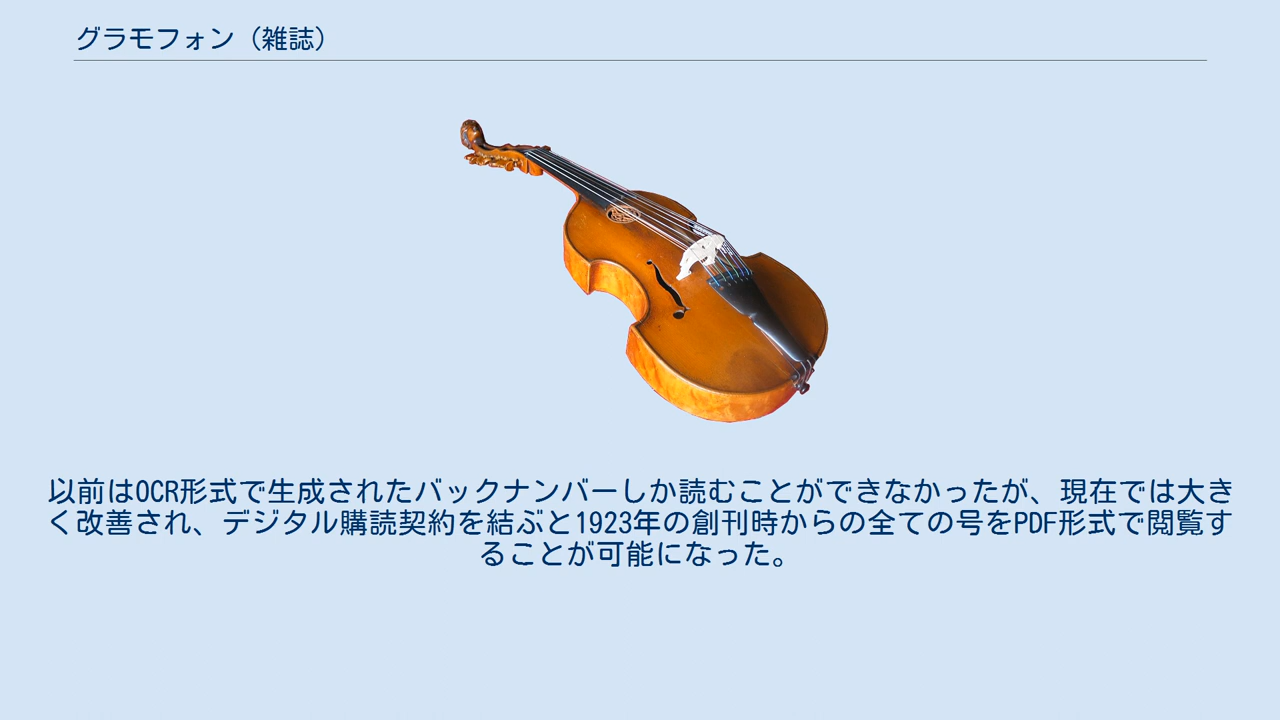 グラモフォン（雑誌）
以前はOCR形式で生成されたバックナンバーしか読むことができなかったが、現在では大き
く改善され、デジタル購読契約を結ぶと1923年の創刊時からの全ての号をPDF形式で閲覧す
ることが可能になった。